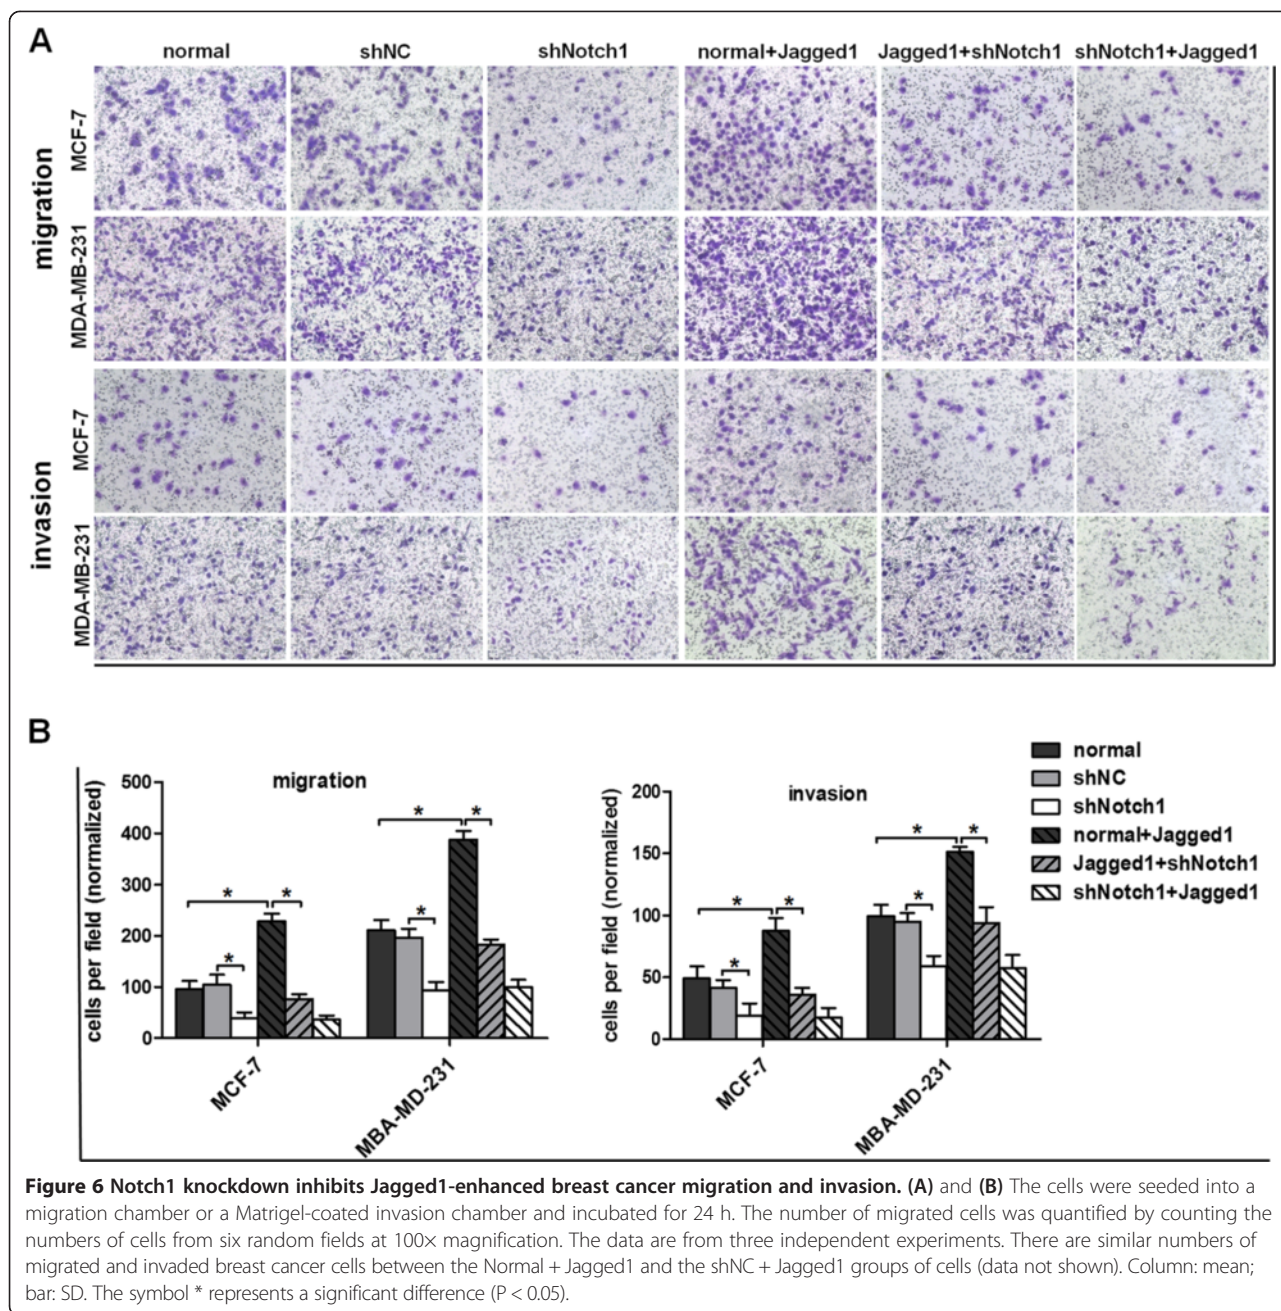 A
normal shNC shNotch1 normal+Jagged1 Jagged1+shNotch1 shNotch1+Jagged1
migration
MCF-7
MDA-MB-231
invasion
MCF-7
MDA-MB-231
B
migration
cells per field (normalized)
500
400
300
200
100
0
* * * * * *
MCF-7
MBA-MD-231
invasion
cells per field (normalized)
200
150
100
50
0
* * * * * *
MCF-7
MBA-MD-231
normal
shNC
shNotch1
normal+Jagged1
Jagged1+shNotch1
shNotch1+Jagged1
Figure 6 Notch1 knockdown inhibits Jagged1-enhanced breast cancer migration and invasion. (A) and (B) The cells were seeded into a
migration chamber or a Matrigel-coated invasion chamber and incubated for 24 h. The number of migrated cells was quantified by counting the
numbers of cells from six random fields at 100× magnification. The data are from three independent experiments. There are similar numbers of
migrated and invaded breast cancer cells between the Normal + Jagged1 and the shNC + Jagged1 groups of cells (data not shown). Column: mean;
bar: SD. The symbol * represents a significant difference (P < 0.05).